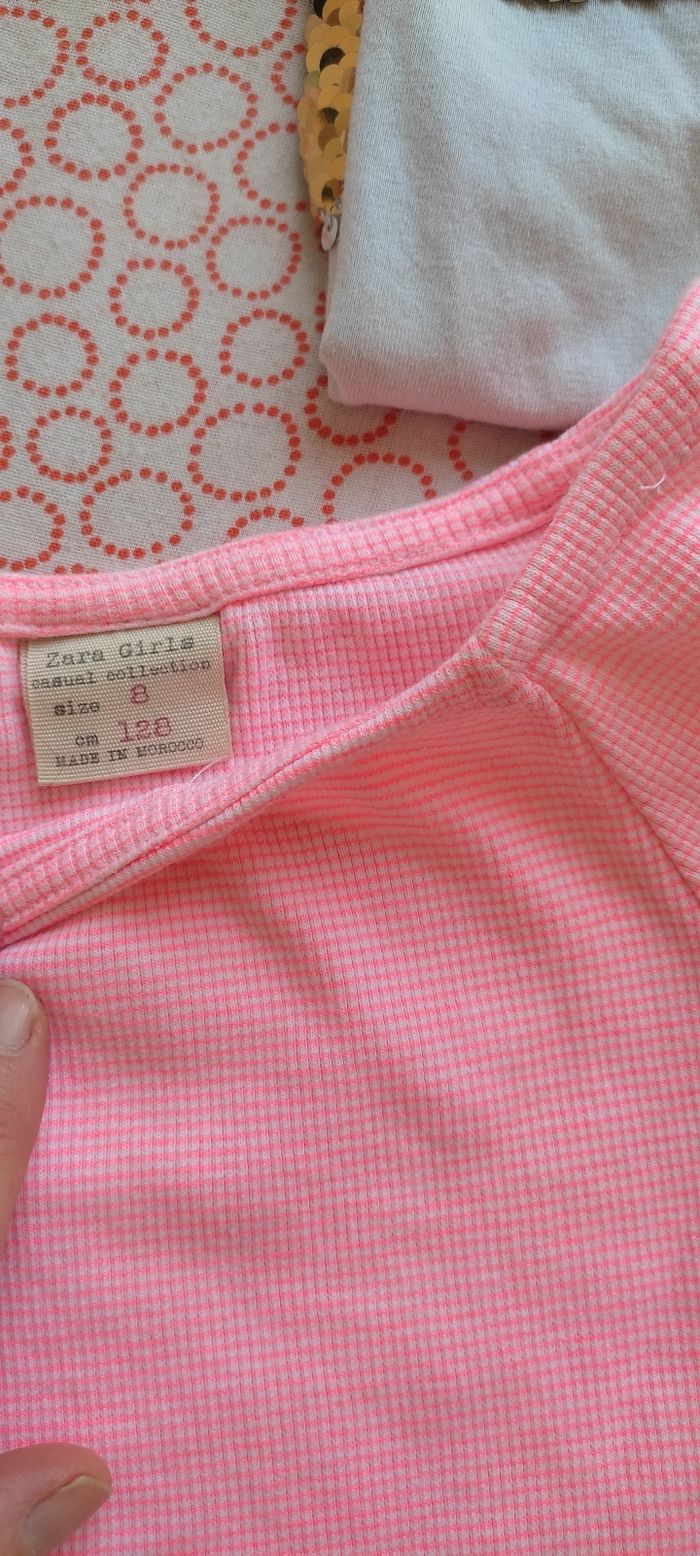 Zara Girls
casual collection
size 8
cm 128
MADE IN MOROCCO